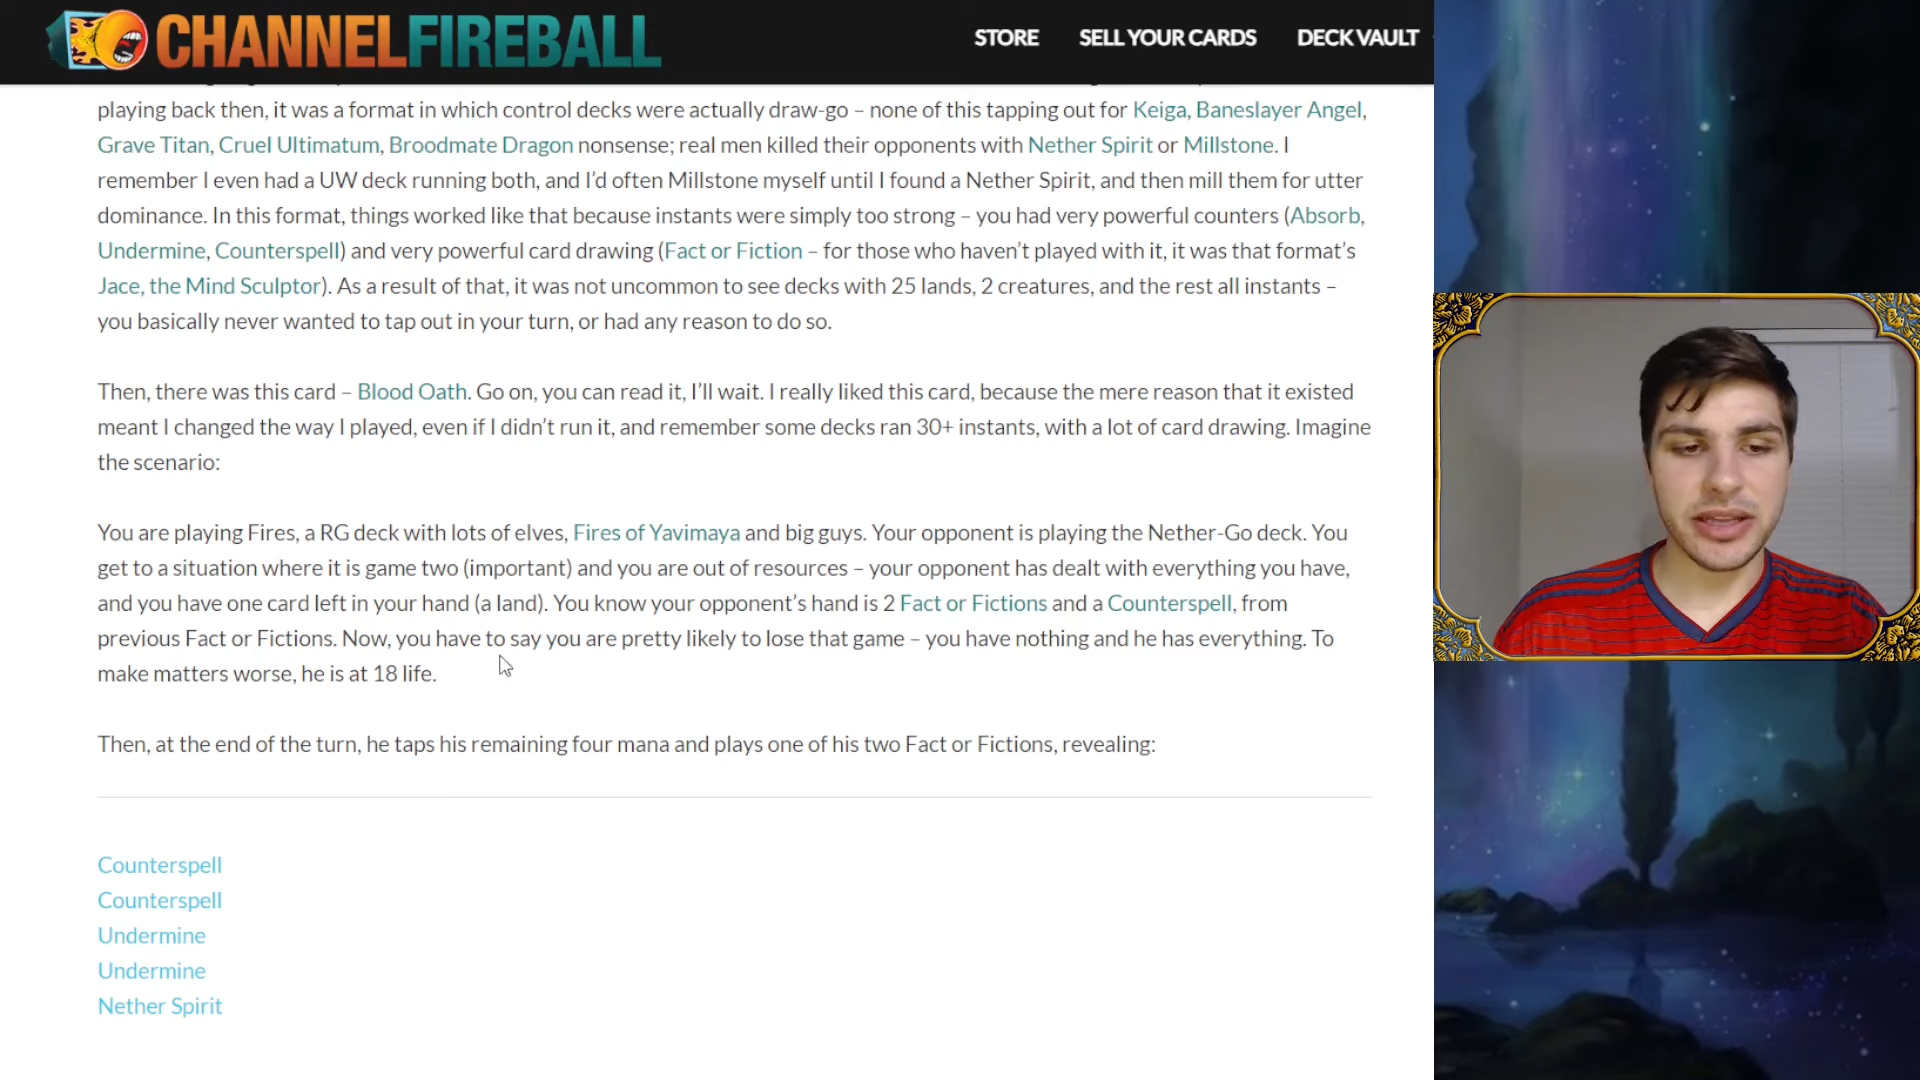 CHANNELFIREBALL
STORE
SELL YOUR CARDS
DECK VAULT
playing back then, it was a format in which control decks were actually draw-go – none of this tapping out for Keiga, Baneslayer Angel,
Grave Titan, Cruel Ultimatum, Broodmate Dragon nonsense; real men killed their opponents with Nether Spirit or Millstone. I
remember I even had a UW deck running both, and I'd often Millstone myself until I found a Nether Spirit, and then mill them for utter
dominance. In this format, things worked like that because instants were simply too strong – you had very powerful counters (Absorb,
Undermine, Counterspell) and very powerful card drawing (Fact or Fiction – for those who haven't played with it, it was that format's
Jace, the Mind Sculptor). As a result of that, it was not uncommon to see decks with 25 lands, 2 creatures, and the rest all instants –
you basically never wanted to tap out in your turn, or had any reason to do so.
Then, there was this card – Blood Oath. Go on, you can read it, I'll wait. I really liked this card, because the mere reason that it existed
meant I changed the way I played, even if I didn't run it, and remember some decks ran 30+ instants, with a lot of card drawing. Imagine
the scenario:
You are playing Fires, a RG deck with lots of elves, Fires of Yavimaya and big guys. Your opponent is playing the Nether-Go deck. You
get to a situation where it is game two (important) and you are out of resources – your opponent has dealt with everything you have,
and you have one card left in your hand (a land). You know your opponent's hand is 2 Fact or Fictions and a Counterspell, from
previous Fact or Fictions. Now, you have to say you are pretty likely to lose that game – you have nothing and he has everything. To
make matters worse, he is at 18 life.
Then, at the end of the turn, he taps his remaining four mana and plays one of his two Fact or Fictions, revealing:
Counterspell
Counterspell
Undermine
Undermine
Nether Spirit